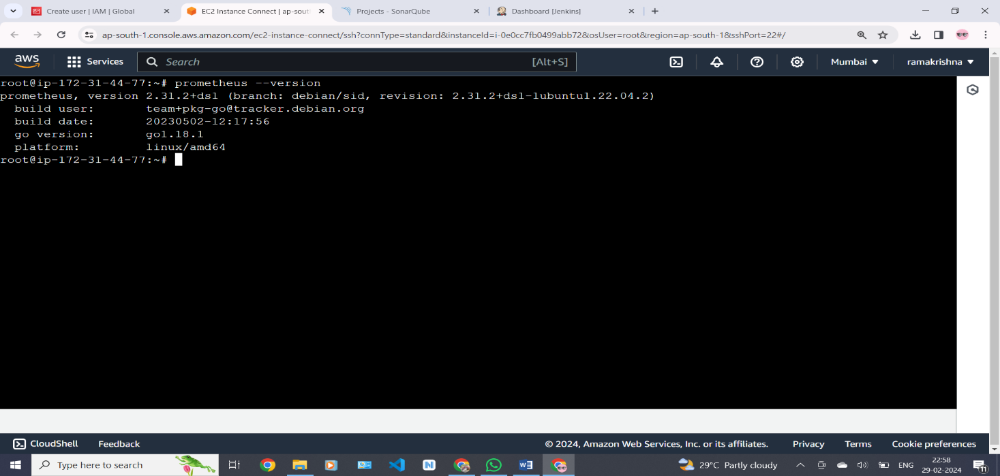 Create user | IAM | Global
EC2 Instance Connect | ap-sout
Projects - SonarQube
Dashboard [Jenkins]
ap-south-1.console.aws.amazon.com/ec2-instance-connect/ssh?connType=standard&instanceId=i-0e0cc7fb0499abb72&osUser=root&region=ap-south-1&sshPort=22#/
aws
Services
Search
[Alt+S]
Mumbai
ramakrishna
root@ip-172-31-44-77:~# prometheus --version
prometheus, version 2.31.2+ds1 (branch: debian/sid, revision: 2.31.2+ds1-1ubuntu1.22.04.2)
build user: team+pkg-go@tracker.debian.org
build date: 20230502-12:17:56
go version: go1.18.1
platform: linux/amd64
root@ip-172-31-44-77:~#
CloudShell
Feedback
© 2024, Amazon Web Services, Inc. or its affiliates.
Privacy
Terms
Cookie preferences
Type here to search
29°C Partly cloudy
ENG
22:58
29-02-2024
11